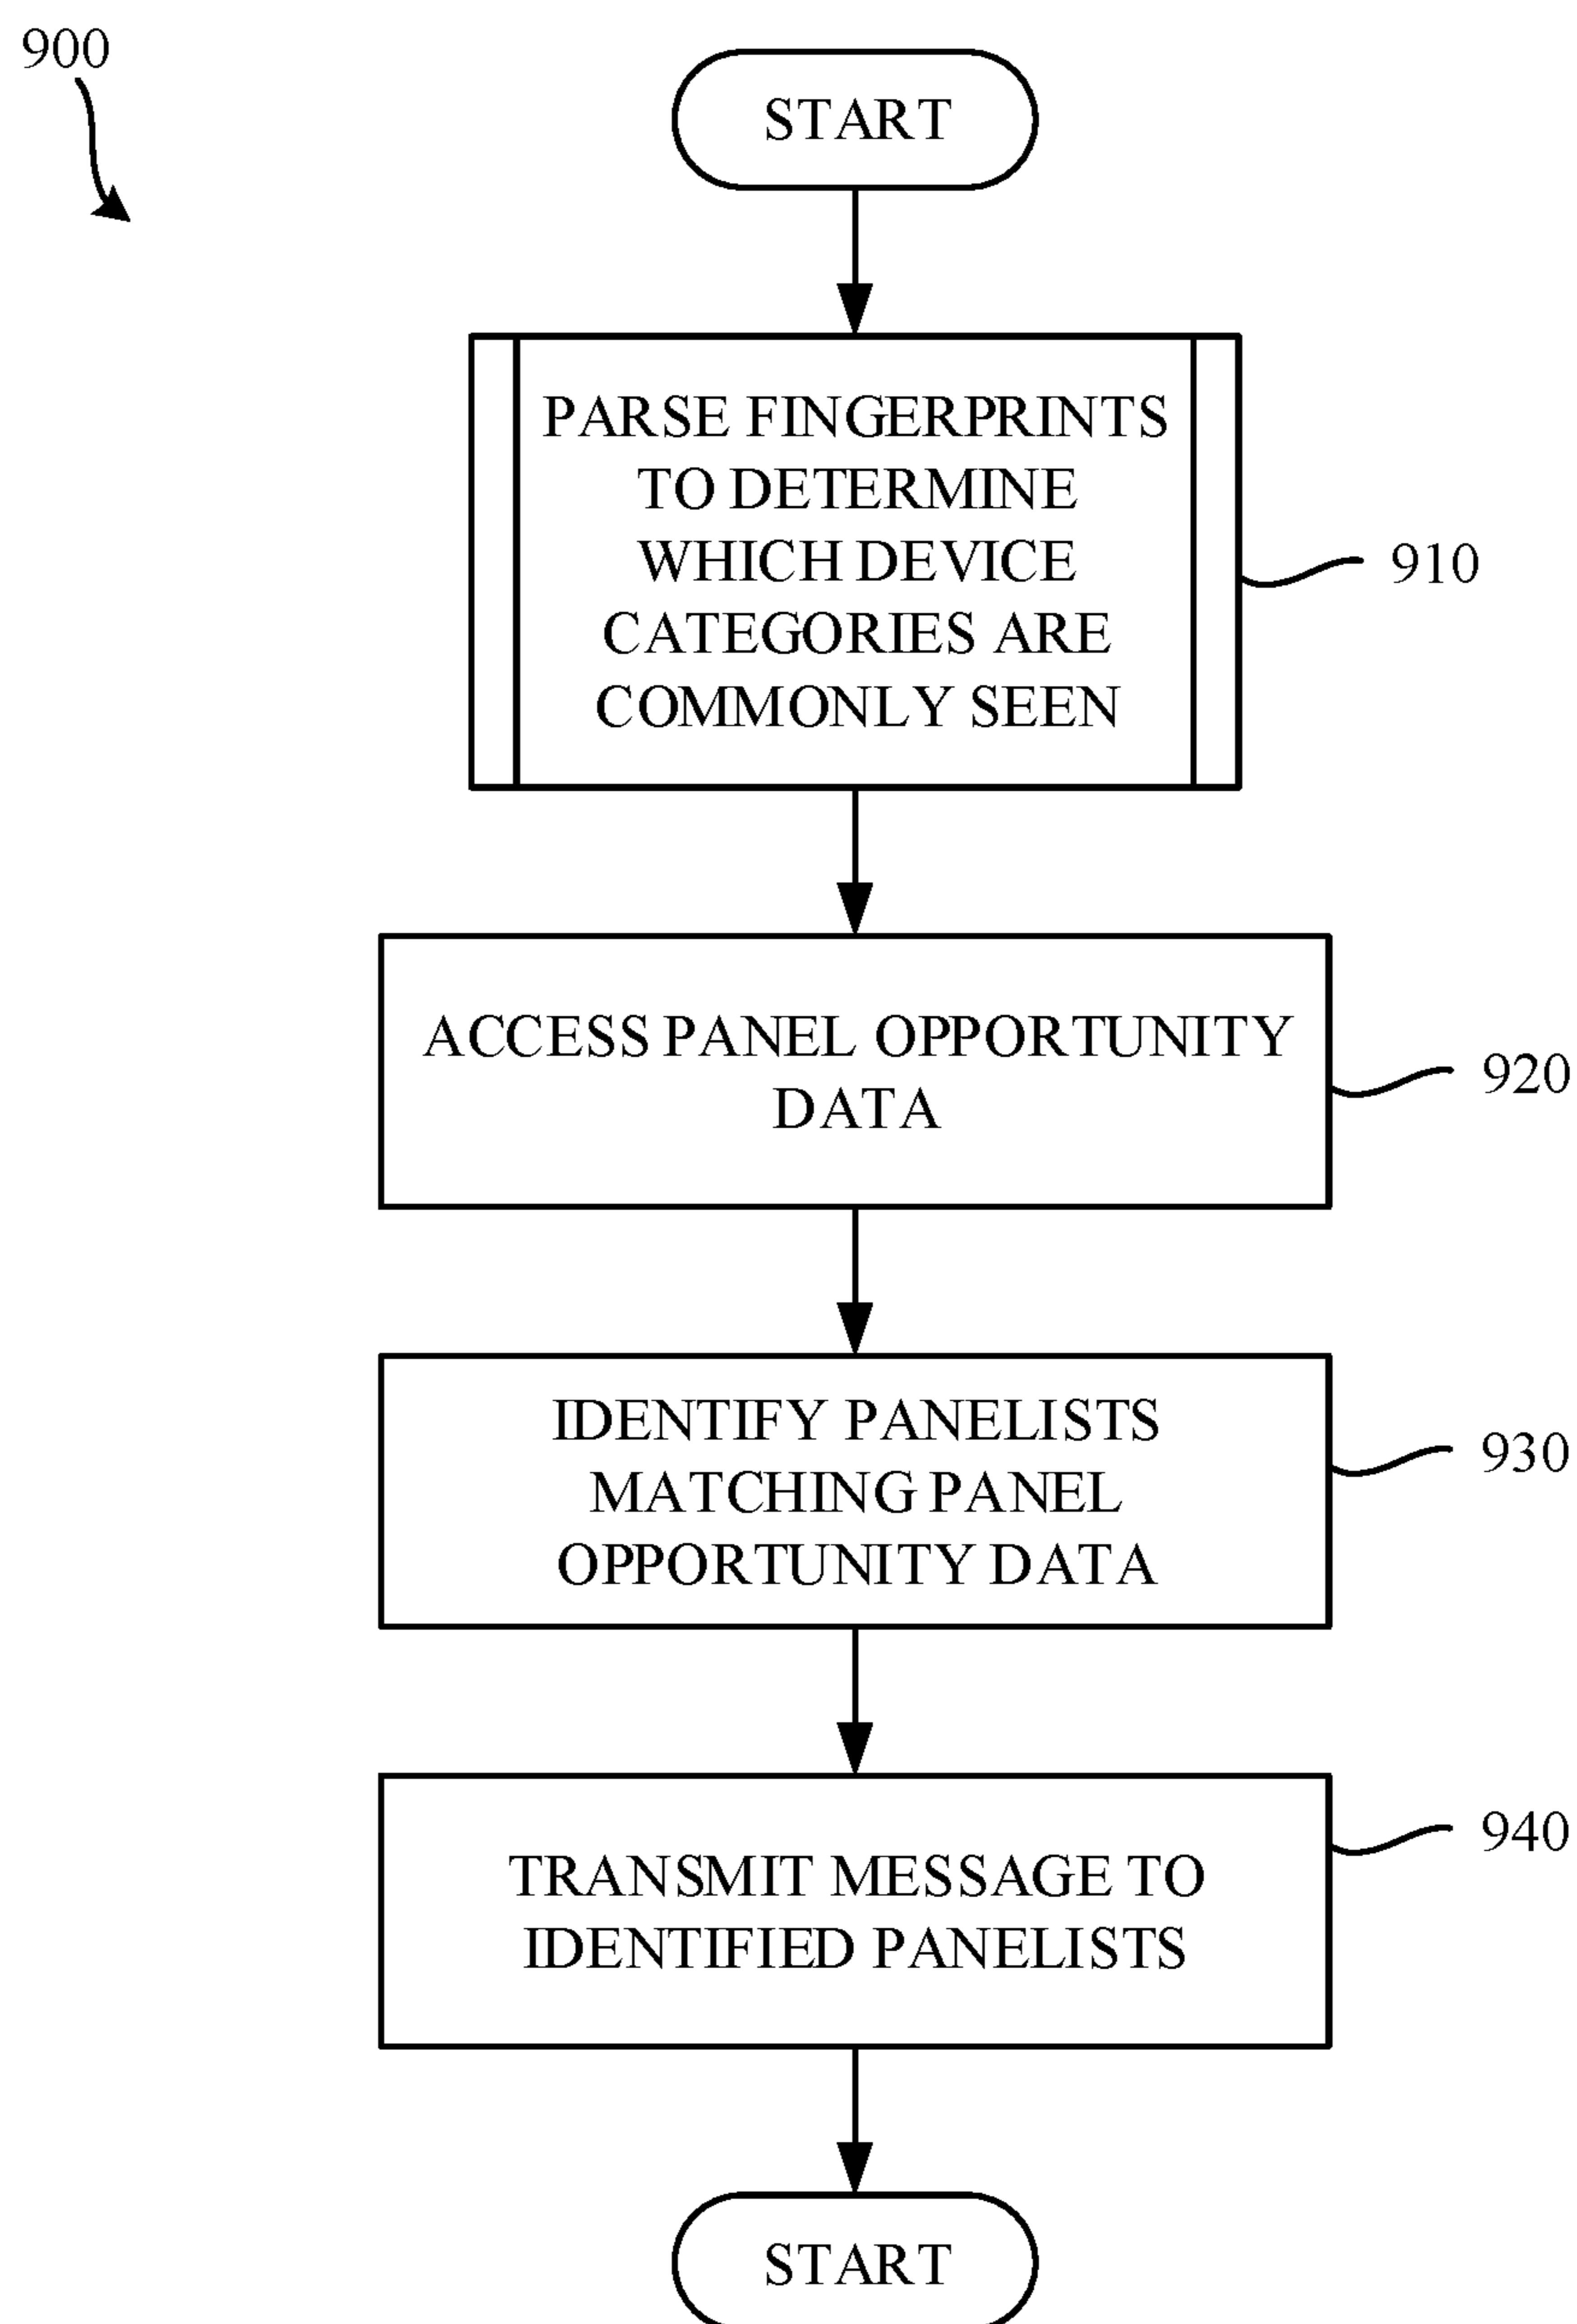 900
START
PARSE FINGERPRINTS
TO DETERMINE
WHICH DEVICE
CATEGORIES ARE
COMMONLY SEEN
910
ACCESS PANEL OPPORTUNITY
DATA
920
IDENTIFY PANELISTS
MATCHING PANEL
OPPORTUNITY DATA
930
TRANSMIT MESSAGE TO
IDENTIFIED PANELISTS
940
START